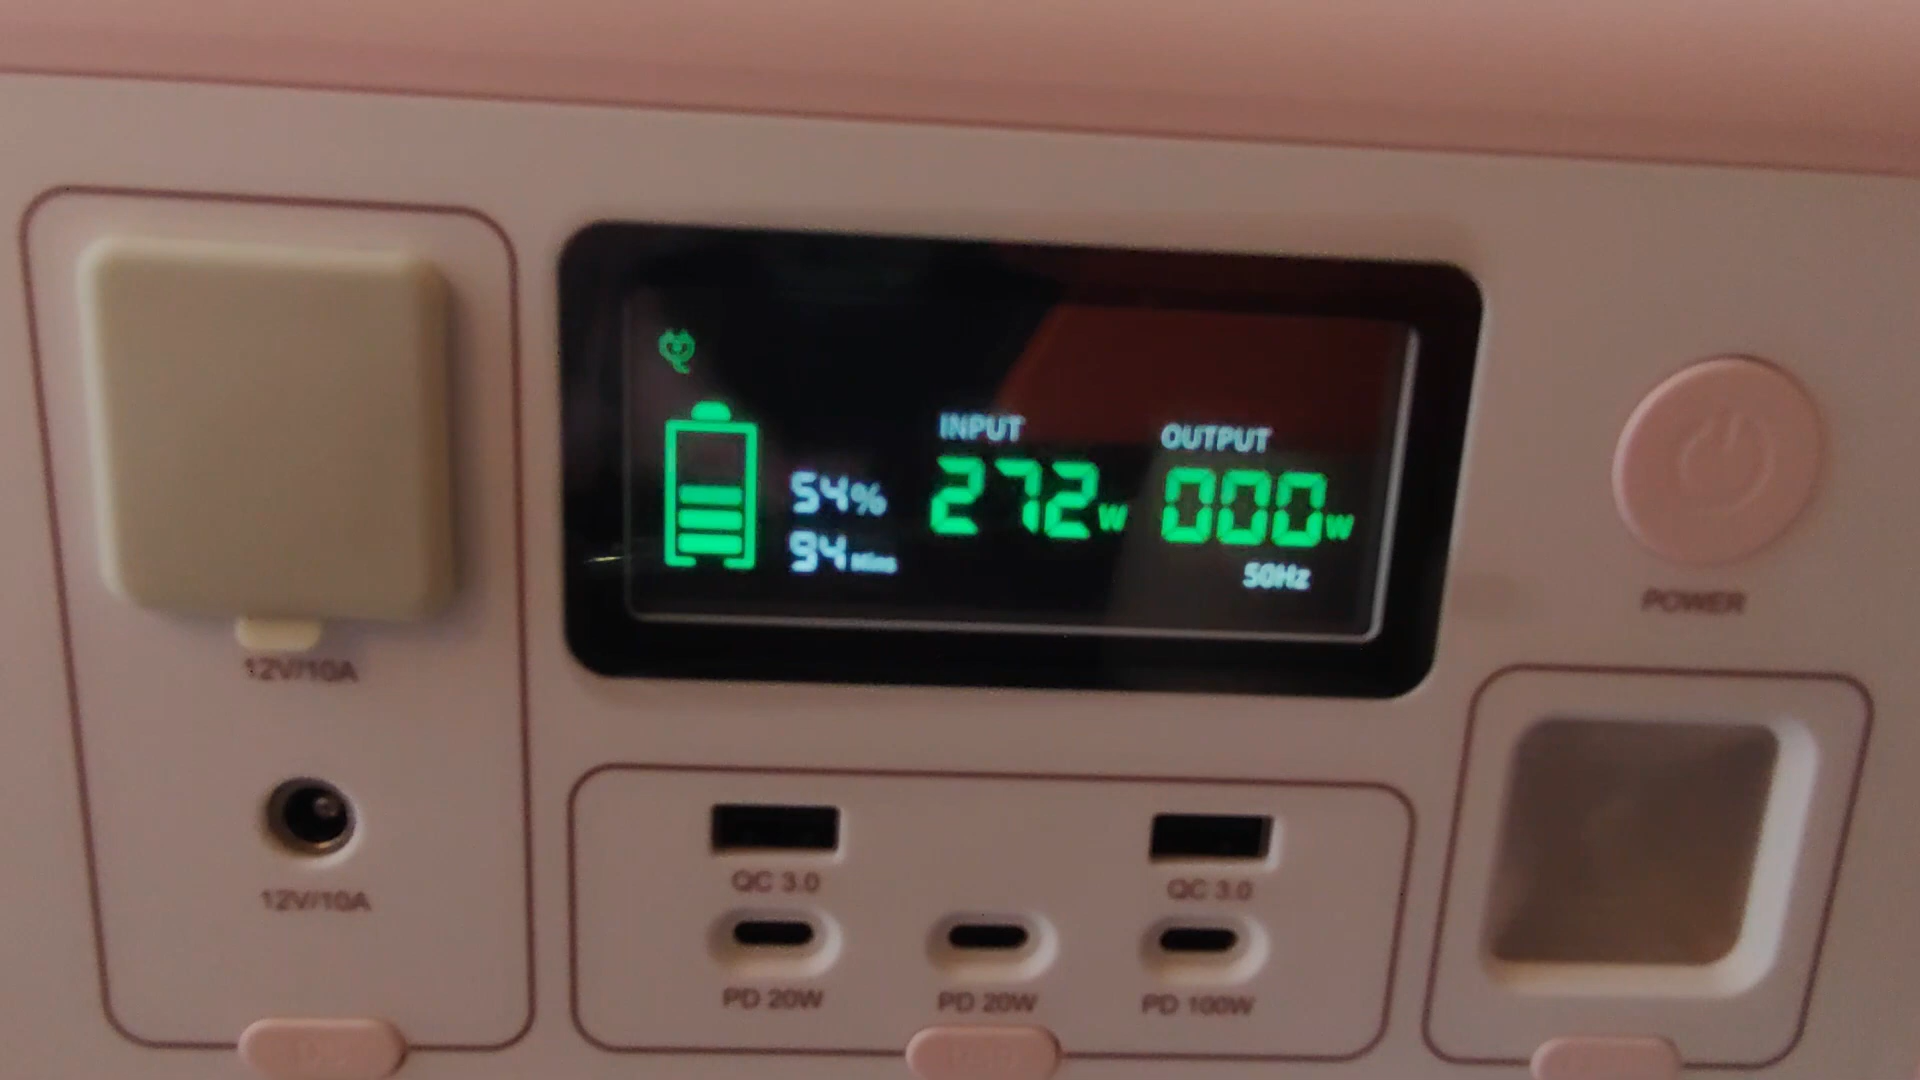 INPUT
OUTPUT
54%
272W
000W
94 Mins
50Hz
POWER
12V/10A
12V/10A
QC 3.0
QC 3.0
PD 20W
PD 20W
PD 100W